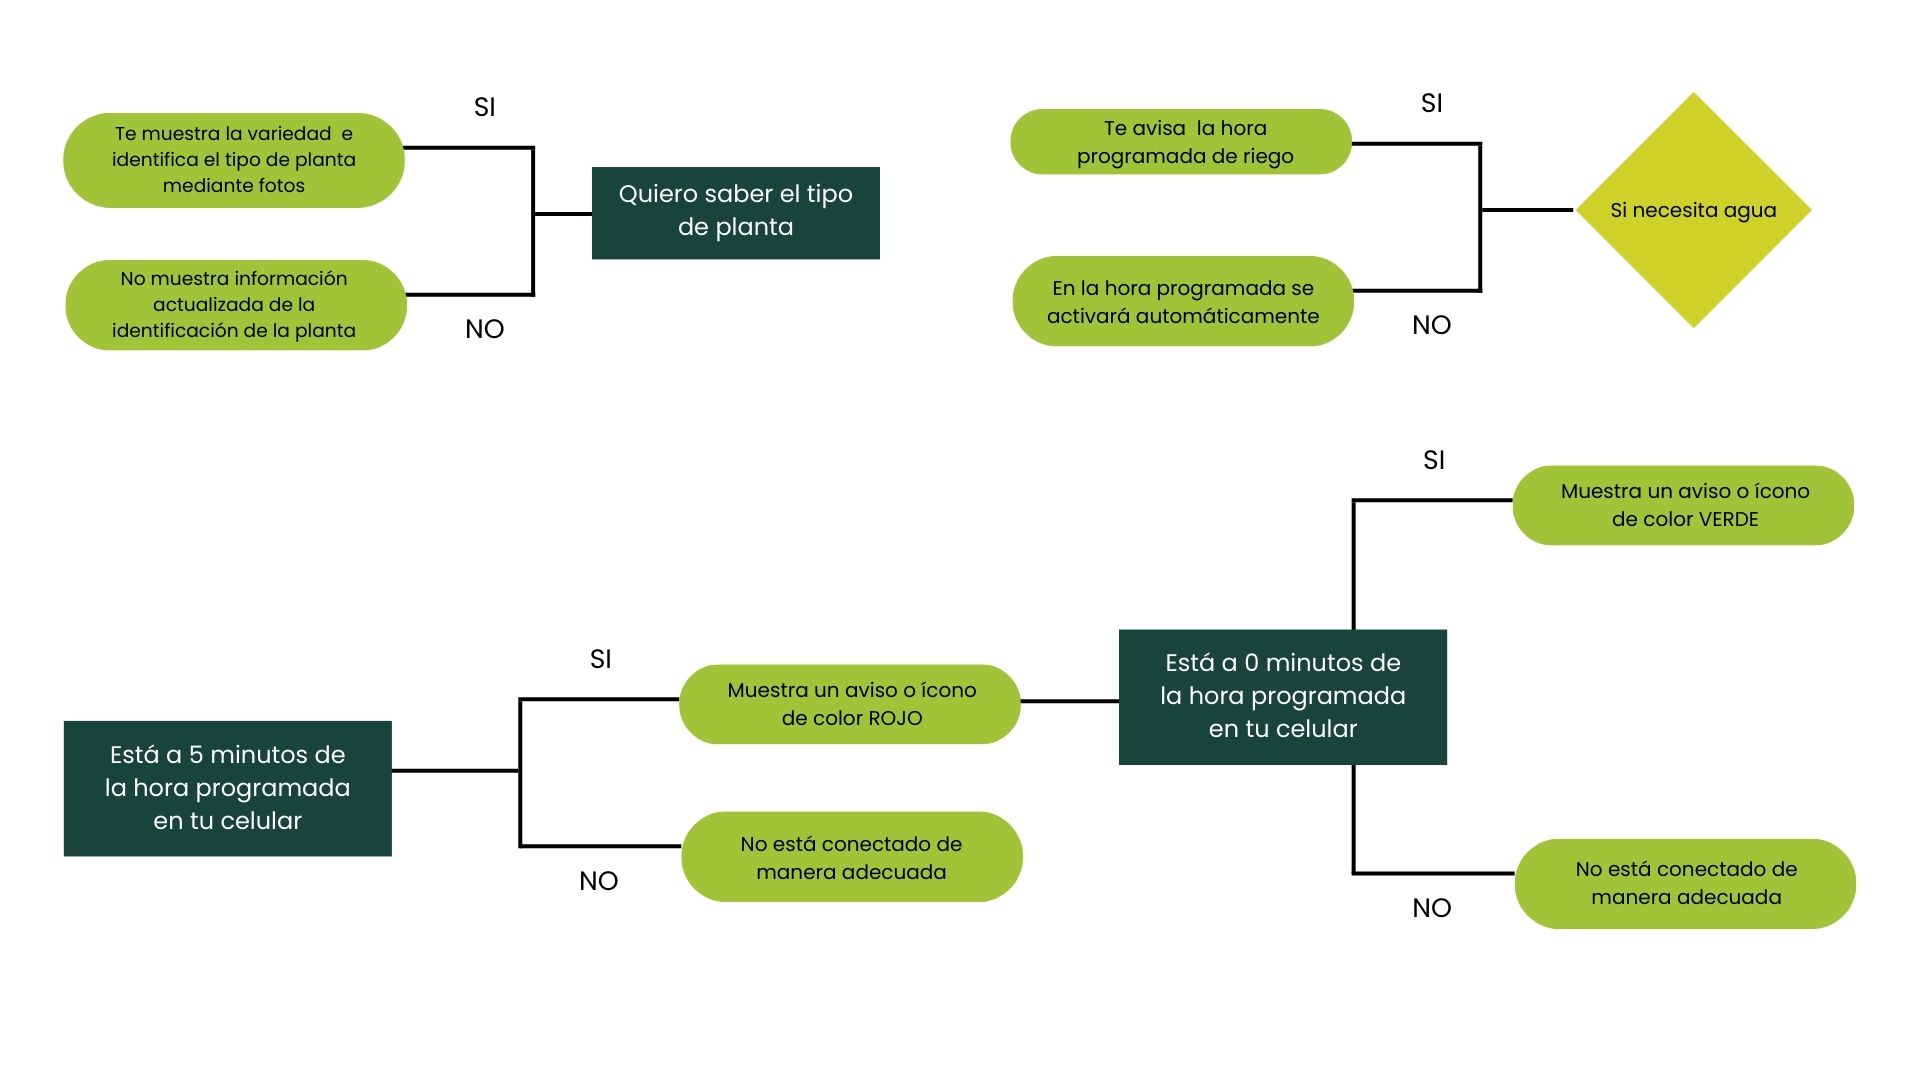 SI
Te muestra la variedad  e
identifica el tipo de planta
mediante fotos
Quiero saber el tipo
de planta
No muestra información
actualizada de la
identificación de la planta
NO
SI
Te avisa  la hora
programada de riego
Si necesita agua
En la hora programada se
activará automáticamente
NO
Está a 5 minutos de
la hora programada
en tu celular
SI
Muestra un aviso o ícono
de color ROJO
No está conectado de
manera adecuada
NO
Está a 0 minutos de
la hora programada
en tu celular
SI
Muestra un aviso o ícono
de color VERDE
No está conectado de
manera adecuada
NO